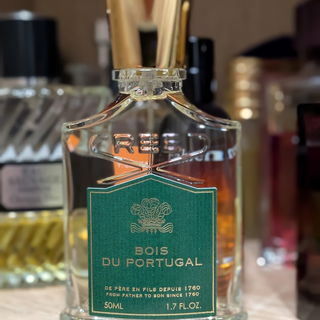 CREED
BOIS
DU PORTUGAL
DE PÈRE EN FILS DEPUIS 1760
FROM FATHER TO SON SINCE 1760
50ML 1.7 FL.OZ.